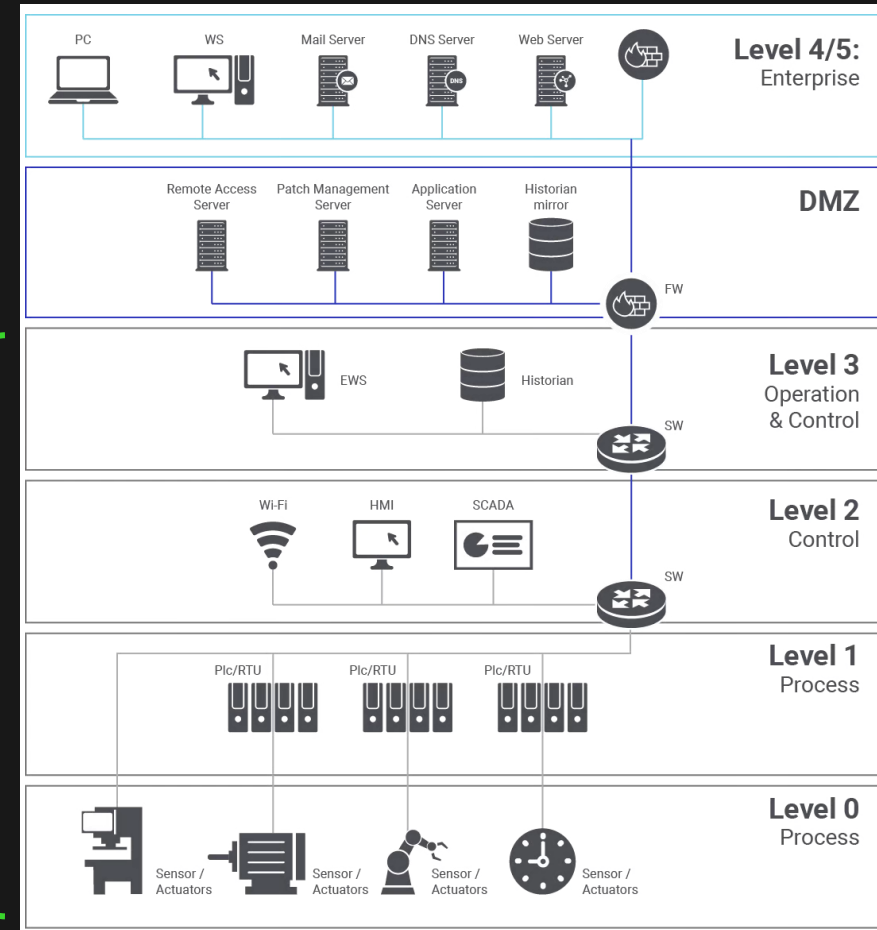 PC
WS
Mail Server
DNS Server
Web Server
Level 4/5:
Enterprise
DNS
Remote Access
Server
Patch Management
Server
Application
Server
Historian
mirror
DMZ
FW
EWS
Historian
Level 3
Operation
& Control
SW
Wi-Fi
HMI
SCADA
Level 2
Control
SW
Plc/RTU
Plc/RTU
Plc/RTU
Level 1
Process
Level 0
Process
Sensor /
Actuators
Sensor /
Actuators
Sensor /
Actuators
Sensor /
Actuators